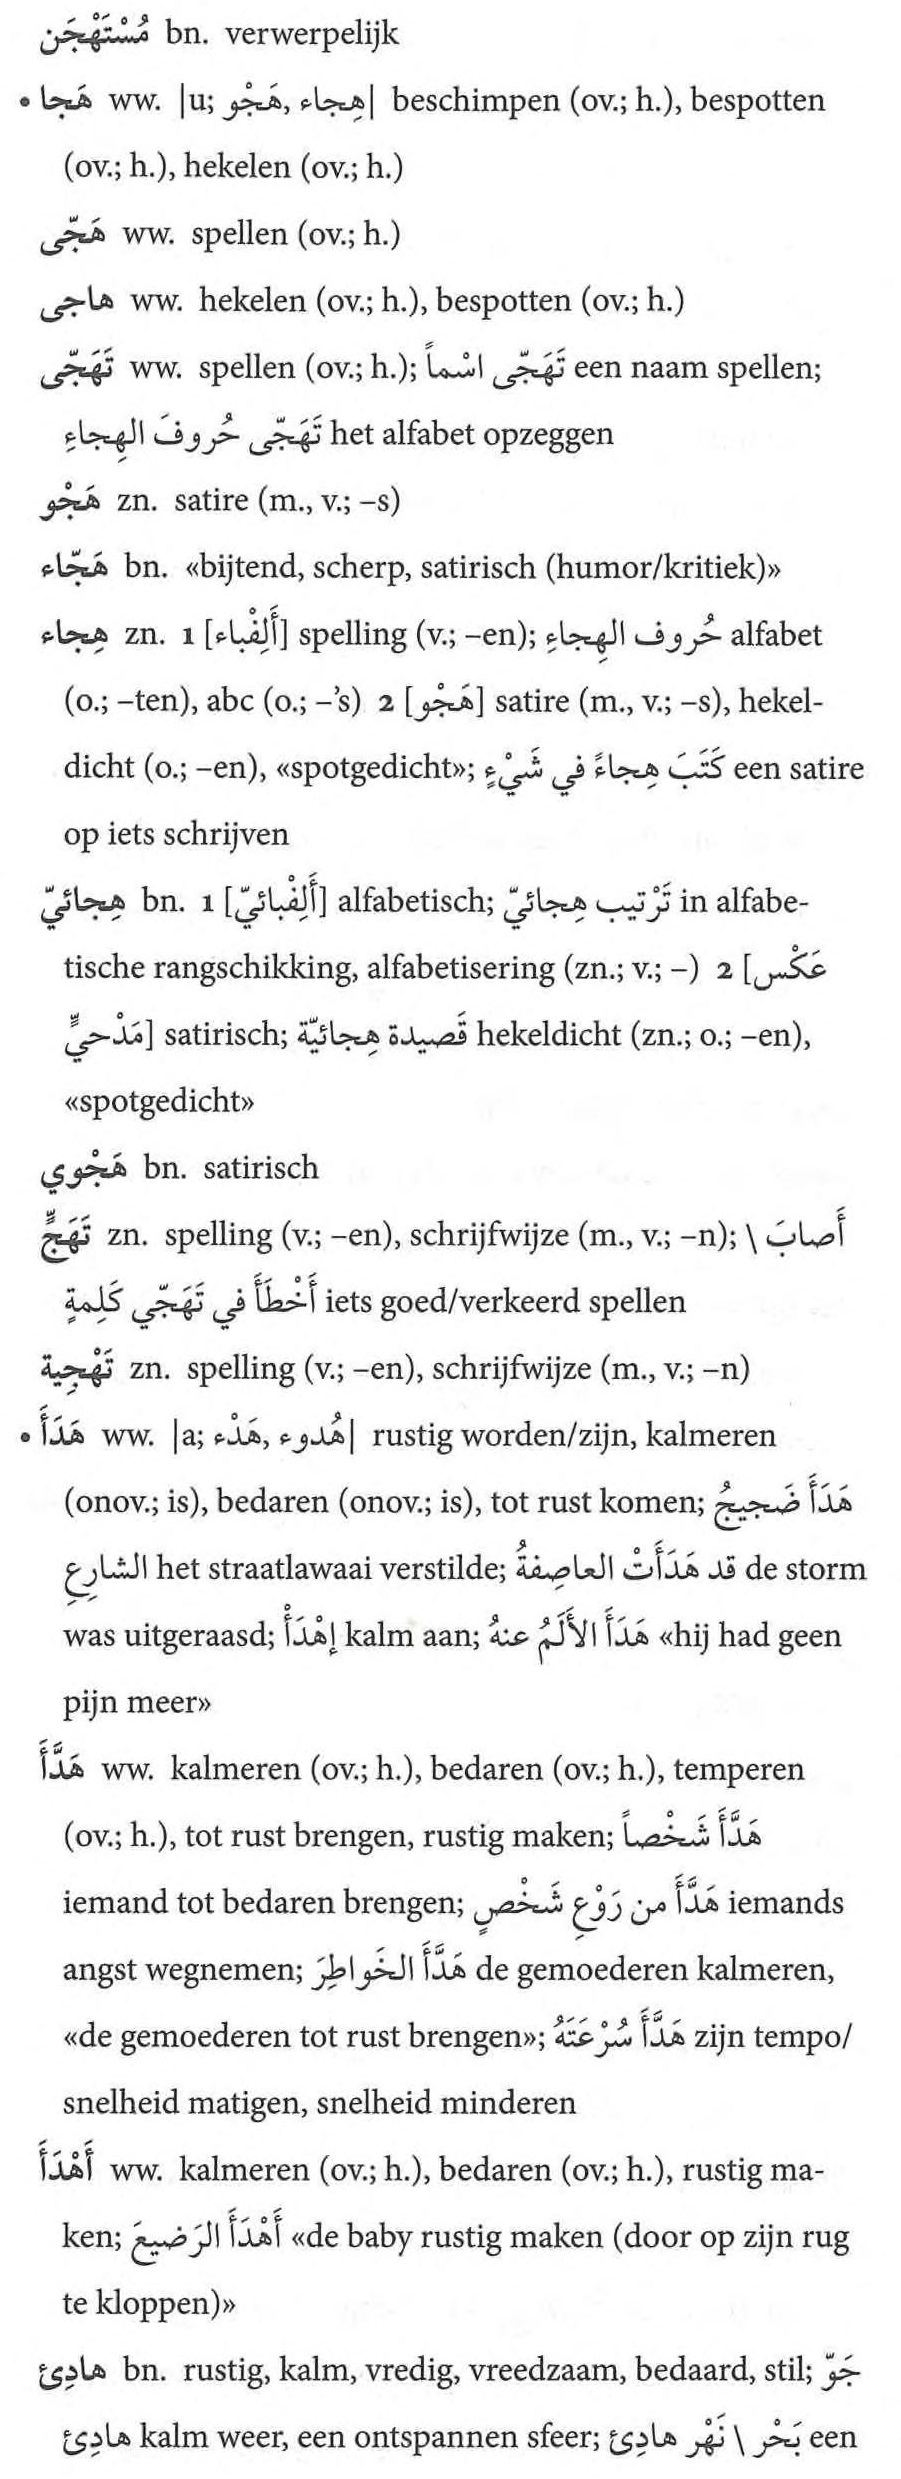 مُسْتَهْجَن bn. verwerpelijk
• هَجا ww. |u; هِجاء, هَجْو| beschimpen (ov.; h.), bespotten
(ov.; h.), hekelen (ov.; h.)
هَجّى ww. spellen (ov.; h.)
هاجى ww. hekelen (ov.; h.), bespotten (ov.; h.)
تَهَجّى ww. spellen (ov.; h.); تَهَجّى اسْماً een naam spellen;
تَهَجّى حُروفَ الهِجاءِ het alfabet opzeggen
هَجْو zn. satire (m., v.; –s)
هَجّاء bn. «bijtend, scherp, satirisch (humor/kritiek)»
هِجاء zn. 1 [أَلِفْباء] spelling (v.; –en); حُروف الهِجاءِ alfabet
(o.; –ten), abc (o.; –’s) 2 [هَجْو] satire (m., v.; –s), hekel-
dicht (o.; –en), «spotgedicht»; كَتَبَ هِجاءً في شَيْءٍ een satire
op iets schrijven
هِجائيّ bn. 1 [أَلِفْبائيّ] alfabetisch; تَرْتيب هِجائيّ in alfabe-
tische rangschikking, alfabetisering (zn.; v.; –) 2 [عَكْس
مَدْحيٍّ] satirisch; قَصيدة هِجائيّة hekeldicht (zn.; o.; –en),
«spotgedicht»
هَجْوي bn. satirisch
تَهَجٍّ zn. spelling (v.; –en), schrijfwijze (m., v.; –n); أَصابَ \
أَخْطَأَ في تَهَجّي كَلِمةٍ iets goed/verkeerd spellen
تَهْجِية zn. spelling (v.; –en), schrijfwijze (m., v.; –n)
• هَدَأَ ww. |a; هُدوء, هَدْء| rustig worden/zijn, kalmeren
(onov.; is), bedaren (onov.; is), tot rust komen; هَدَأَ ضَجيجُ
الشارِعِ het straatlawaai verstilde; قد هَدَأَتْ العاصِفةُ de storm
was uitgeraasd; إهْدَأْ kalm aan; هَدَأَ الأَلَمُ عنهُ «hij had geen
pijn meer»
هَدَّأَ ww. kalmeren (ov.; h.), bedaren (ov.; h.), temperen
(ov.; h.), tot rust brengen, rustig maken; هَدَّأَ شَخْصاً
iemand tot bedaren brengen; هَدَّأَ من رَوْعِ شَخْصٍ iemands
angst wegnemen; هَدَّأَ الخَواطِرَ de gemoederen kalmeren,
«de gemoederen tot rust brengen»; هَدَّأَ سُرْعَتَهُ zijn tempo/
snelheid matigen, snelheid minderen
أَهْدَأَ ww. kalmeren (ov.; h.), bedaren (ov.; h.), rustig ma-
ken; أَهْدَأَ الرَضيعَ «de baby rustig maken (door op zijn rug
te kloppen)»
هادِئ bn. rustig, kalm, vredig, vreedzaam, bedaard, stil; جَوّ
هادِئ kalm weer, een ontspannen sfeer; بَحْر \ نَهْر هادِئ een